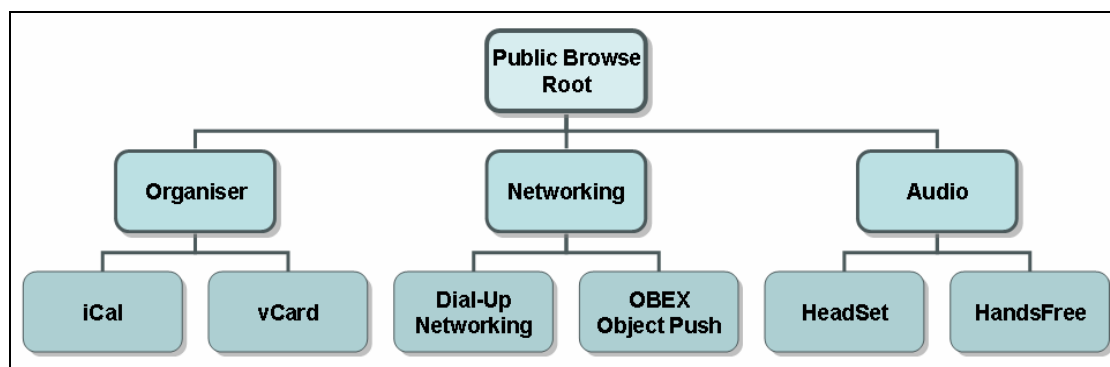 Public Browse
Root
Organiser
Networking
Audio
iCal
vCard
Dial-Up
Networking
OBEX
Object Push
HeadSet
HandsFree